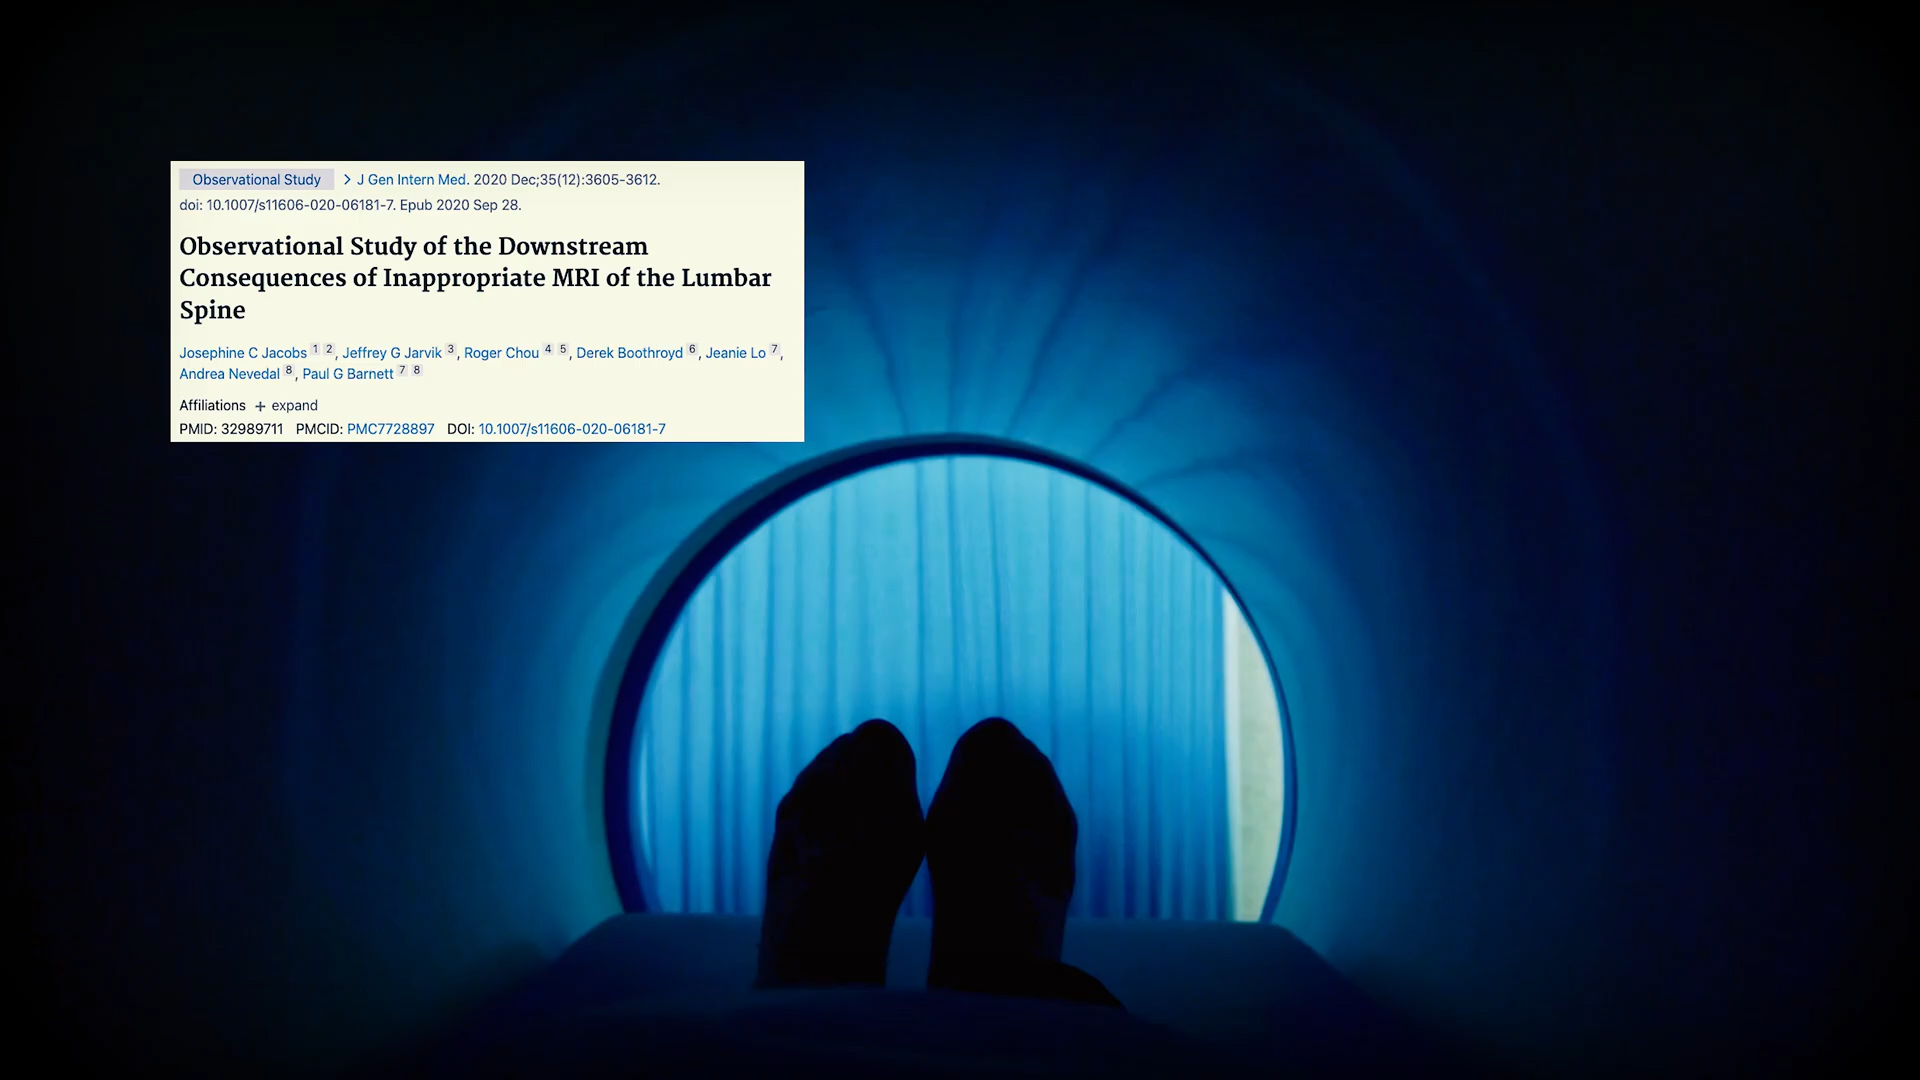 Observational Study > J Gen Intern Med. 2020 Dec;35(12):3605-3612.
doi: 10.1007/s11606-020-06181-7. Epub 2020 Sep 28.
Observational Study of the Downstream
Consequences of Inappropriate MRI of the Lumbar
Spine
Josephine C Jacobs 1 2, Jeffrey G Jarvik 3, Roger Chou 4 5, Derek Boothroyd 6, Jeanie Lo 7,
Andrea Nevedal 8, Paul G Barnett 7 8
Affiliations + expand
PMID: 32989711 PMCID: PMC7728897 DOI: 10.1007/s11606-020-06181-7